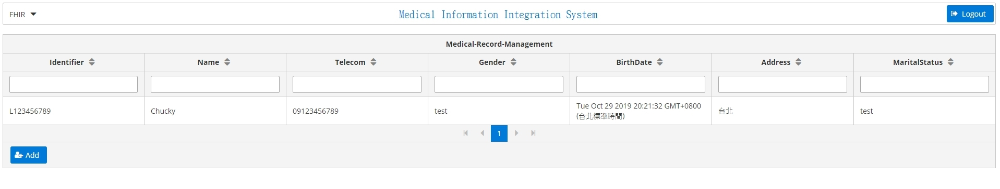 FHIR
Medical Information Integration System
Logout
Medical-Record-Management
Identifier Name Telecom Gender BirthDate Address MaritalStatus
L123456789 Chucky 09123456789 test Tue Oct 29 2019 20:21:32 GMT+0800 台北 test
(台北標準時間)
1
Add